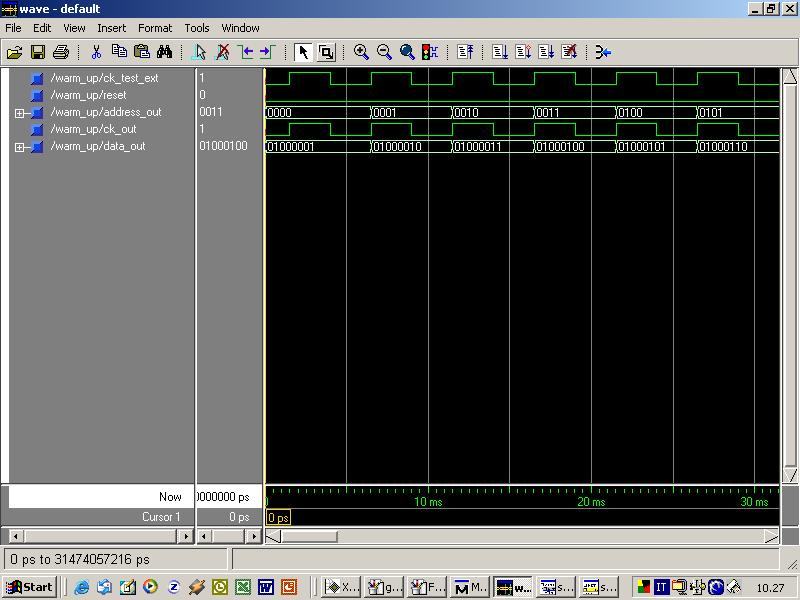 wave - default
File Edit View Insert Format Tools Window
/warm_up/ck_test_ext 1
/warm_up/reset 0
/warm_up/address_out 0011 0000 0001 0010 0011 0100 0101
/warm_up/ck_out 1
/warm_up/data_out 01000100 01000001 01000010 01000011 01000100 01000101 01000110
Now 0000000 ps
10 ms 20 ms 30 ms
Cursor 1 0 ps 0 ps
0 ps to 31474057216 ps
Start X... g... F... M... w... s... s... IT 10.27